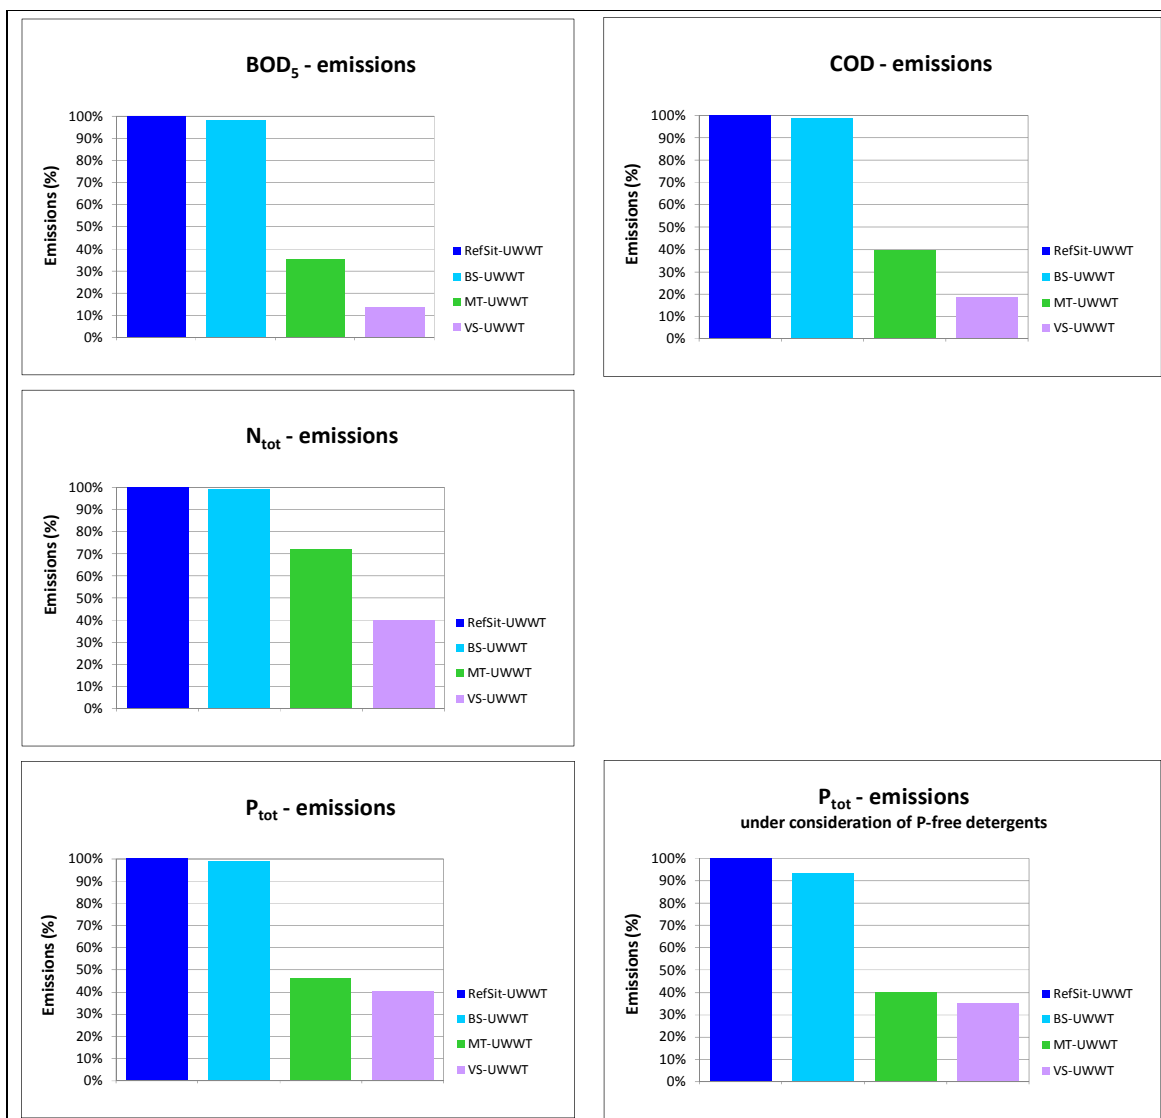 BOD5 - emissions
Emissions (%)
100%
90%
80%
70%
60%
50%
40%
30%
20%
10%
0%
RefSit-UWWT
BS-UWWT
MT-UWWT
VS-UWWT
COD - emissions
Emissions (%)
100%
90%
80%
70%
60%
50%
40%
30%
20%
10%
0%
RefSit-UWWT
BS-UWWT
MT-UWWT
VS-UWWT
Ntot - emissions
Emissions (%)
100%
90%
80%
70%
60%
50%
40%
30%
20%
10%
0%
RefSit-UWWT
BS-UWWT
MT-UWWT
VS-UWWT
Ptot - emissions
Emissions (%)
100%
90%
80%
70%
60%
50%
40%
30%
20%
10%
0%
RefSit-UWWT
BS-UWWT
MT-UWWT
VS-UWWT
Ptot - emissions
under consideration of P-free detergents
Emissions (%)
100%
90%
80%
70%
60%
50%
40%
30%
20%
10%
0%
RefSit-UWWT
BS-UWWT
MT-UWWT
VS-UWWT